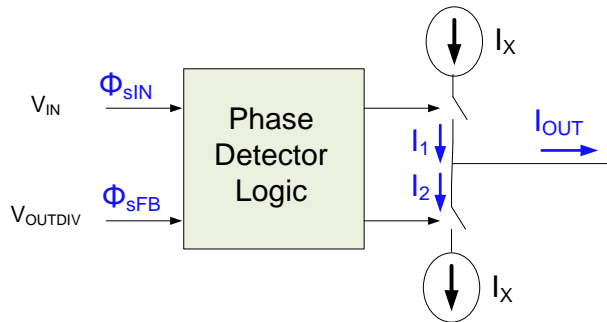 I_X
V_IN
Φ_sIN
Phase
Detector
Logic
I_1
I_OUT
V_OUTDIV
Φ_sFB
I_2
I_X